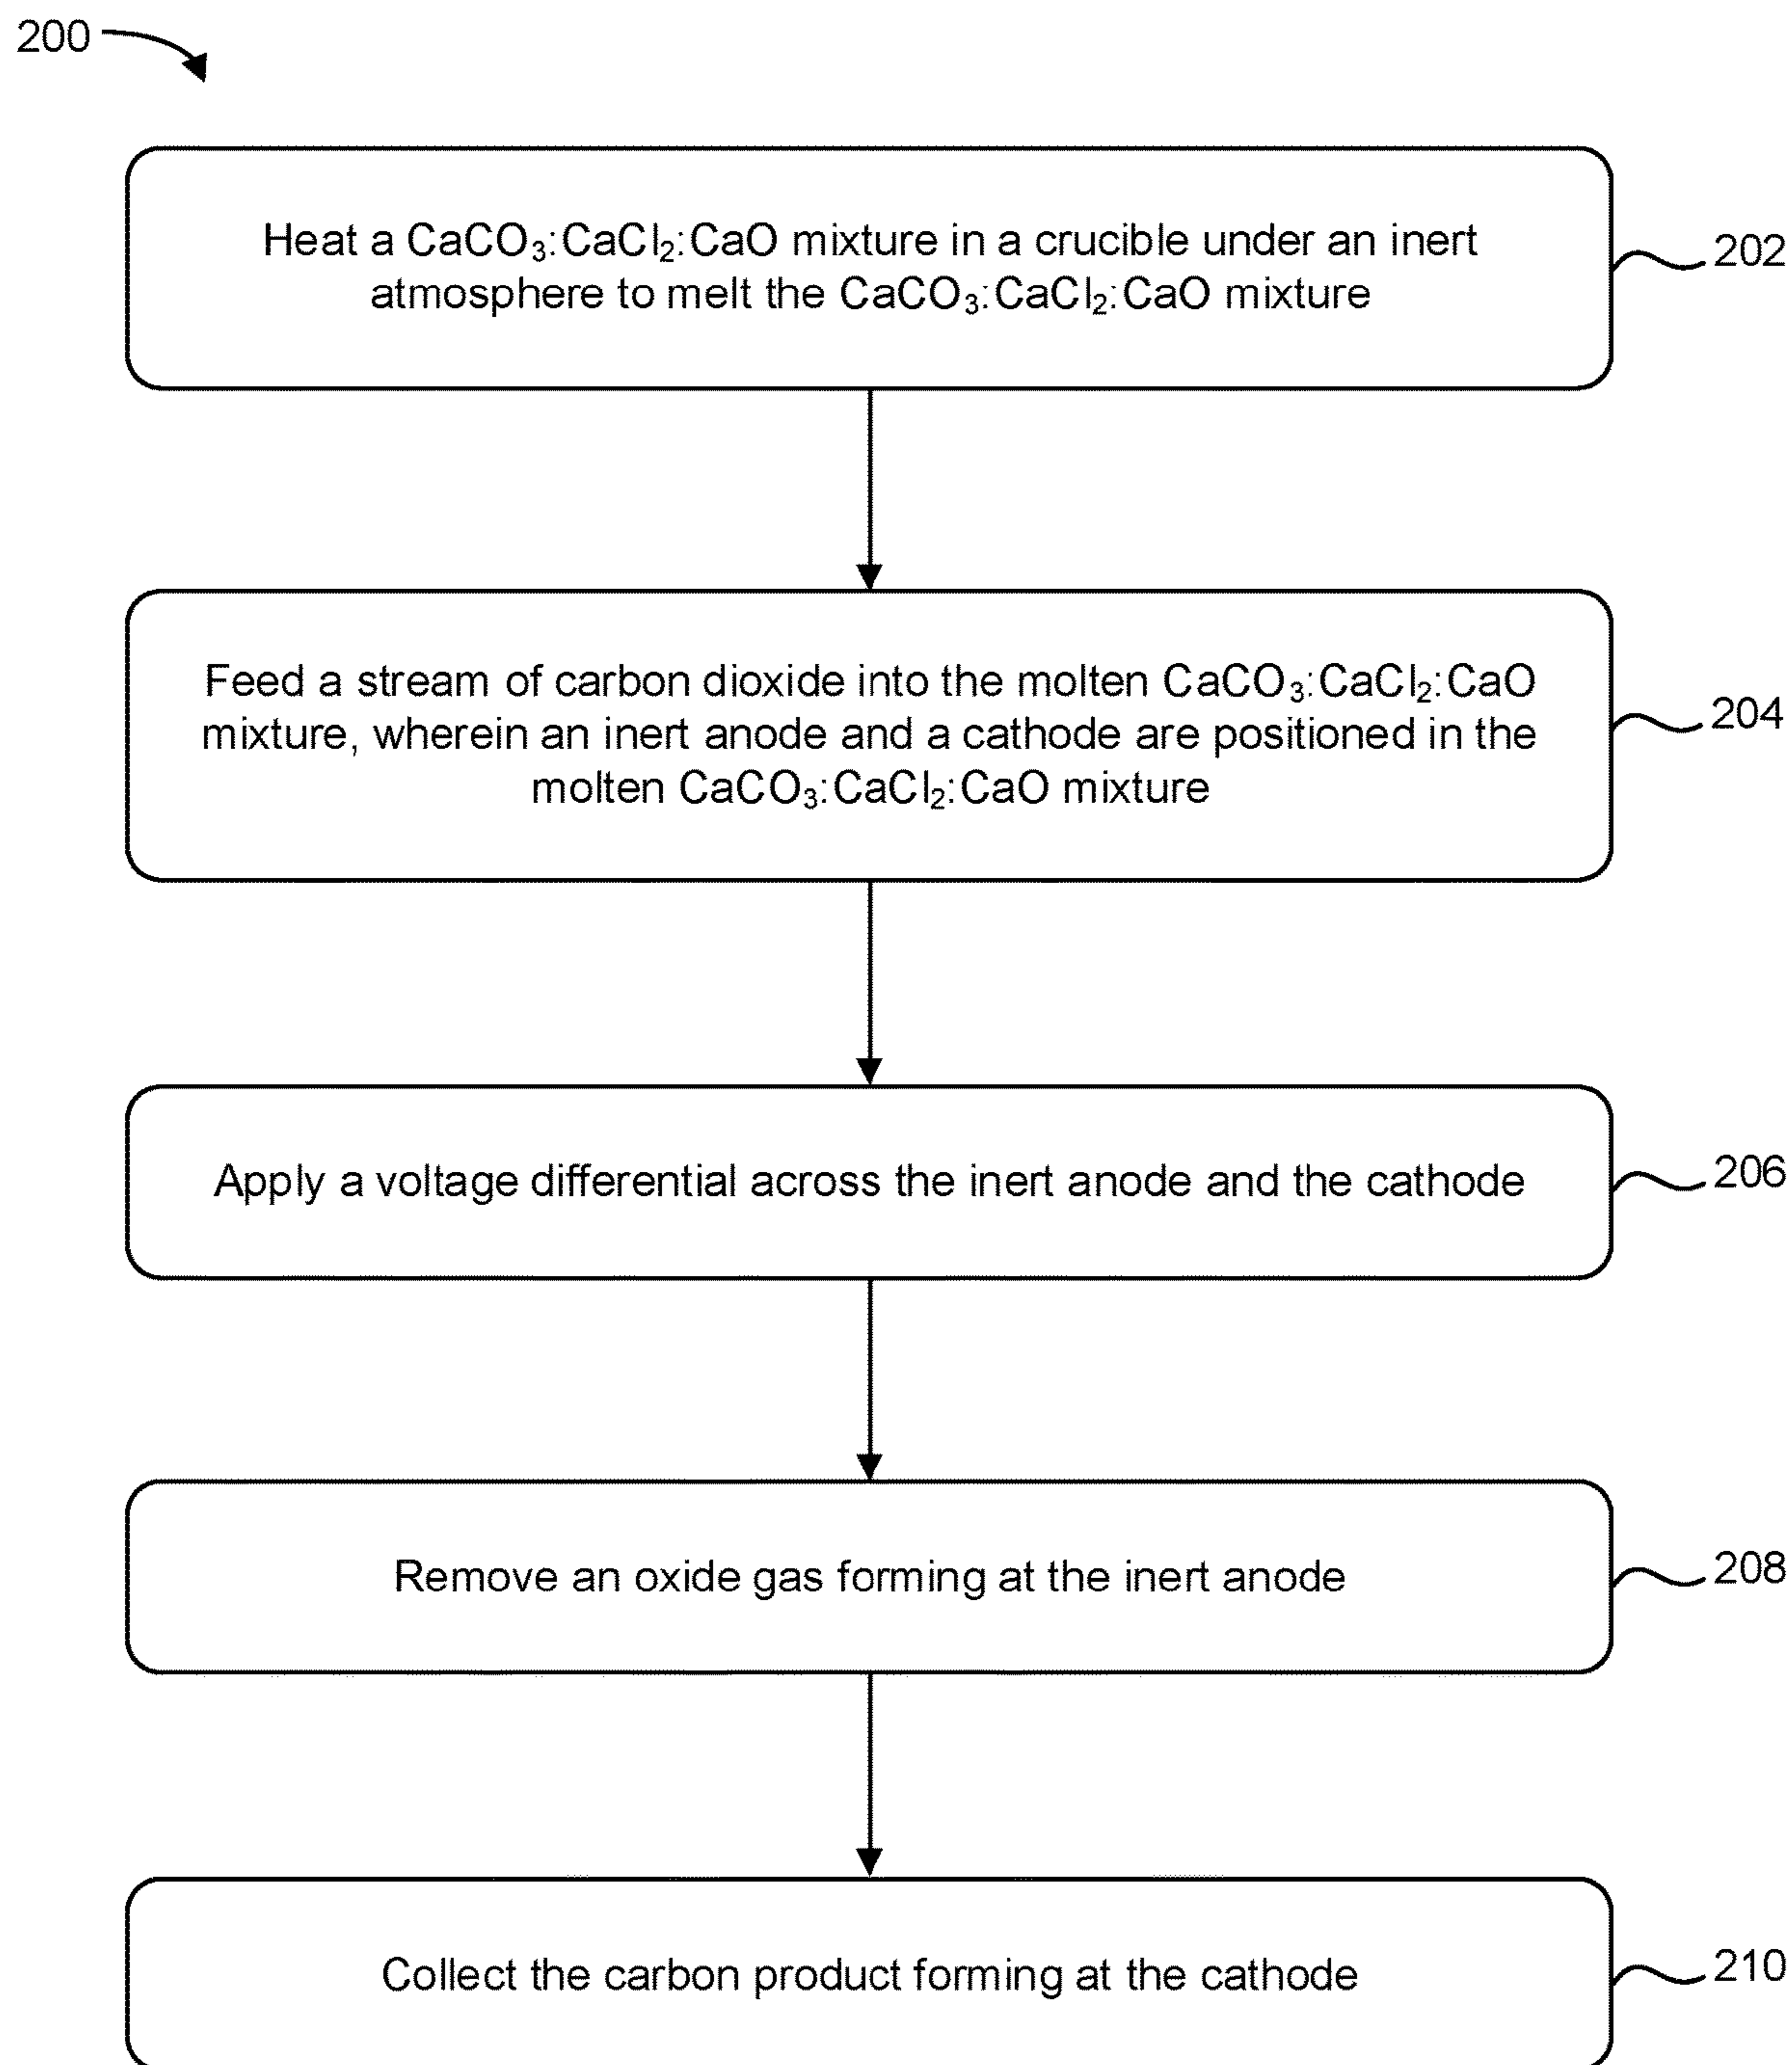 200
Heat a CaCO₃:CaCl₂:CaO mixture in a crucible under an inert
atmosphere to melt the CaCO₃:CaCl₂:CaO mixture
202
Feed a stream of carbon dioxide into the molten CaCO₃:CaCl₂:CaO
mixture, wherein an inert anode and a cathode are positioned in the
molten CaCO₃:CaCl₂:CaO mixture
204
Apply a voltage differential across the inert anode and the cathode
206
Remove an oxide gas forming at the inert anode
208
Collect the carbon product forming at the cathode
210